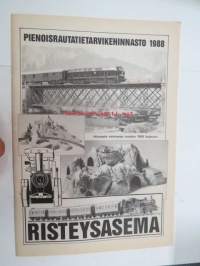 PIENOISRAUTATIETARVIKEHINNASTO 1988
RISTEYSASEMA